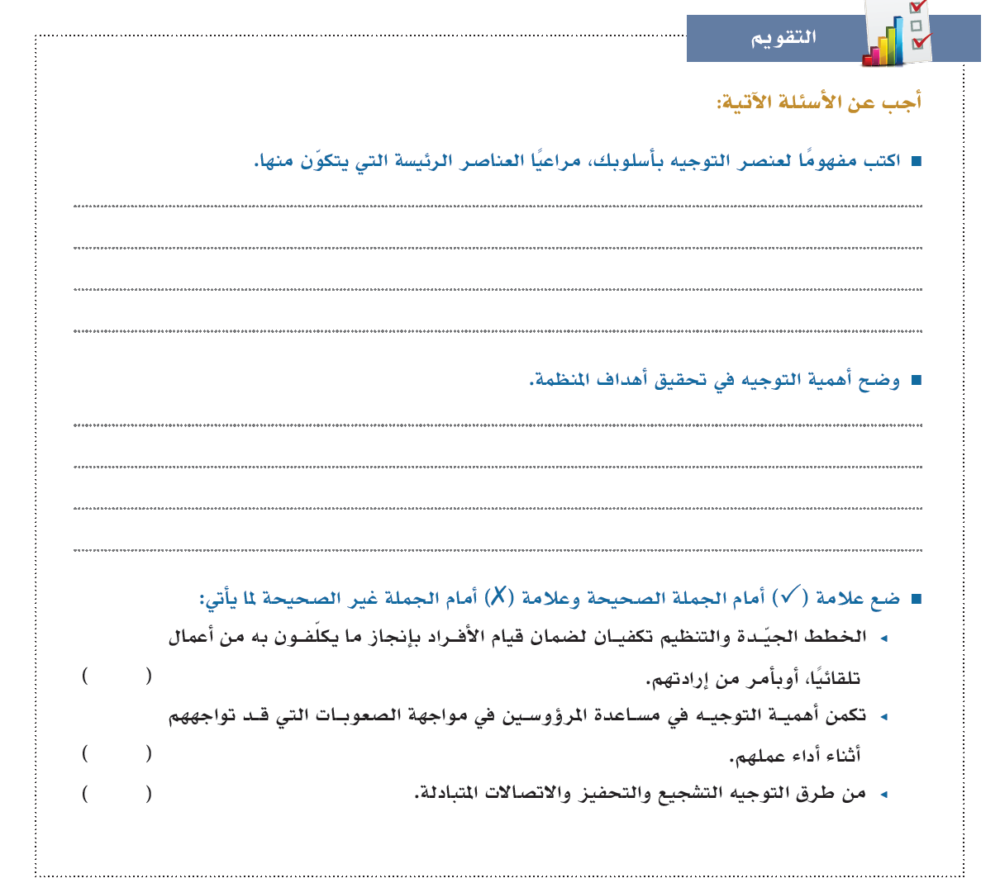 التقويم
أجب عن الأسئلة الآتية:
■ اكتب مفهومًا لعنصر التوجيه بأسلوبك، مراعيًا العناصر الرئيسة التي يتكوّن منها.
■ وضح أهمية التوجيه في تحقيق أهداف المنظمة.
■ ضع علامة (✓) أمام الجملة الصحيحة وعلامة (✗) أمام الجملة غير الصحيحة لما يأتي:
◂ الخطط الجيّدة والتنظيم تكفيان لضمان قيام الأفراد بإنجاز ما يكلّفون به من أعمال
تلقائيًا، أوبأمر من إرادتهم. ( )
◂ تكمن أهمية التوجيه في مساعدة المرؤوسين في مواجهة الصعوبات التي قد تواجههم
أثناء أداء عملهم. ( )
◂ من طرق التوجيه التشجيع والتحفيز والاتصالات المتبادلة. ( )